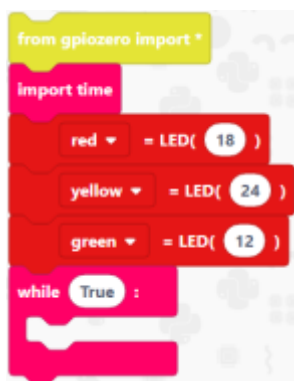 from gpiozero import *
import time
red = LED( 18 )
yellow = LED( 24 )
green = LED( 12 )
while True :